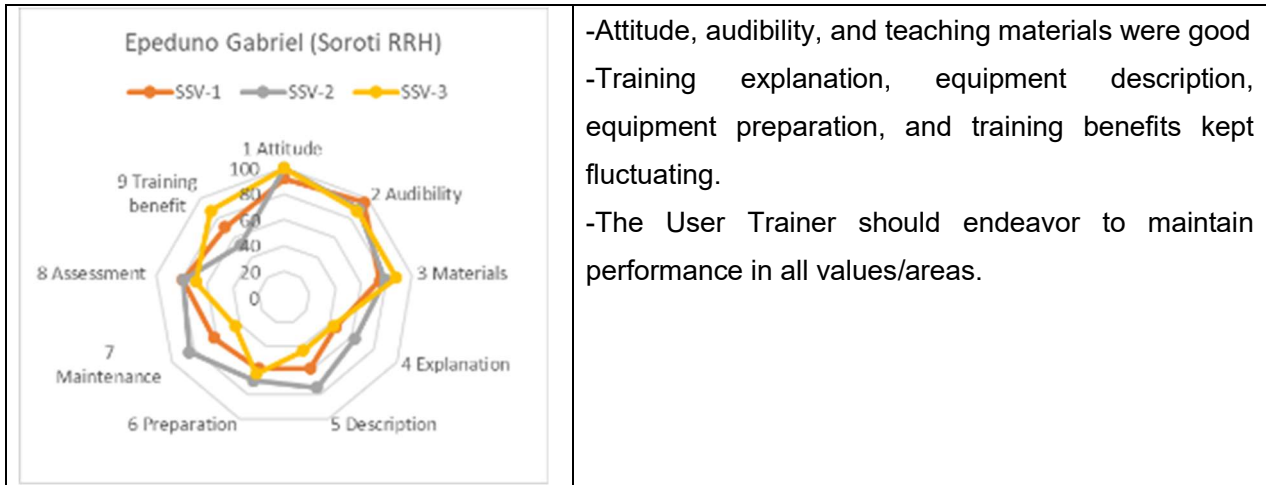 Epeduno Gabriel (Soroti RRH)
SSV-1 SSV-2 SSV-3
1 Attitude
2 Audibility
3 Materials
4 Explanation
5 Description
6 Preparation
7
Maintenance
8 Assessment
9 Training
benefit
100
80
60
40
20
0
-Attitude, audibility, and teaching materials were good
-Training explanation, equipment description,
equipment preparation, and training benefits kept
fluctuating.
-The User Trainer should endeavor to maintain
performance in all values/areas.